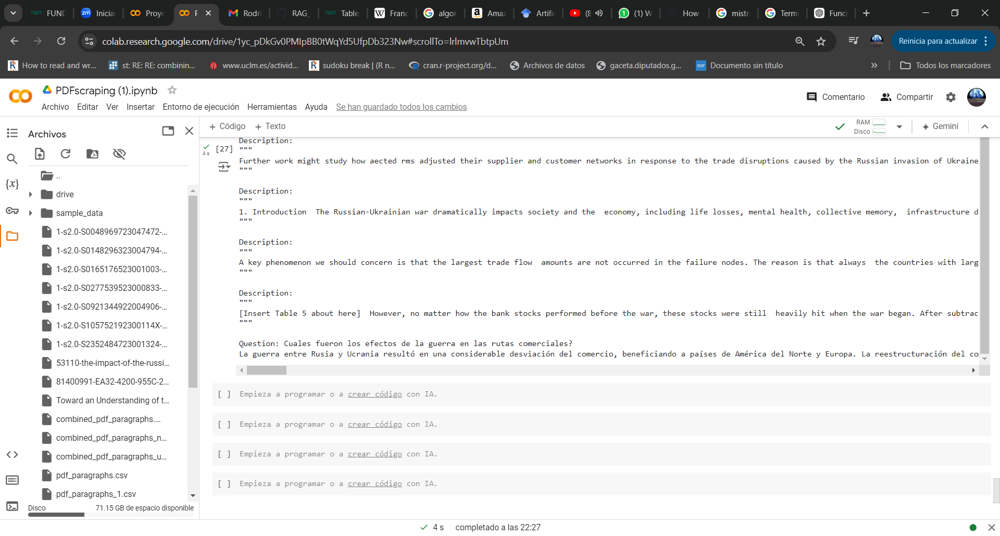 FUND
Inicia
Proye
F
Rodri
RAG_
Table
Franc
algor
Amaz
Artifi
(8
(1) W
How
mistr
Termi
Funci
colab.research.google.com/drive/1yc_pDkGv0PMIpBB0tWqYd5UfpDb323Nw#scrollTo=lrlmvwTbtpUm
Reinicia para actualizar
How to read and wr...
st: RE: RE: combinin...
www.uclm.es/activid...
sudoku break | (R n...
cran.r-project.org/d...
Archivos de datos
gaceta.diputados.g...
Documento sin título
Todos los marcadores
PDFscraping (1).ipynb
Comentario
Compartir
Archivo Editar Ver Insertar Entorno de ejecución Herramientas Ayuda Se han guardado todos los cambios
Archivos
+ Código + Texto
RAM
Disco
Gemini
..
drive
sample_data
1-s2.0-S0048969723047472-...
1-s2.0-S0148296323004794-...
1-s2.0-S0165176523001003-...
1-s2.0-S0277539523000833-...
1-s2.0-S0921344922004906-...
1-s2.0-S105752192300114X-...
1-s2.0-S2352484723001324-...
53110-the-impact-of-the-russi...
81400991-EA32-4200-955C-2...
Toward an Understanding of t...
combined_pdf_paragraphs....
combined_pdf_paragraphs_n...
combined_pdf_paragraphs_u...
pdf_paragraphs.csv
pdf_paragraphs_1.csv
Disco 71.15 GB de espacio disponible
4 s
[27]
Description:
"""
Further work might study how aected rms adjusted their supplier and customer networks in response to the trade disruptions caused by the Russian invasion of Ukraine
"""
Description:
"""
1. Introduction  The Russian-Ukrainian war dramatically impacts society and the  economy, including life losses, mental health, collective memory,  infrastructure d
"""
Description:
"""
A key phenomenon we should concern is that the largest trade flow  amounts are not occurred in the failure nodes. The reason is that always  the countries with larg
"""
Description:
"""
[Insert Table 5 about here]  However, no matter how the bank stocks performed before the war, these stocks were still  heavily hit when the war began. After subtrac
"""
Question: Cuales fueron los efectos de la guerra en las rutas comerciales?
La guerra entre Rusia y Ucrania resultó en una considerable desviación del comercio, beneficiando a países de América del Norte y Europa. La reestructuración del co
[ ] Empieza a programar o a crear código con IA.
[ ] Empieza a programar o a crear código con IA.
[ ] Empieza a programar o a crear código con IA.
[ ] Empieza a programar o a crear código con IA.
4 s completado a las 22:27